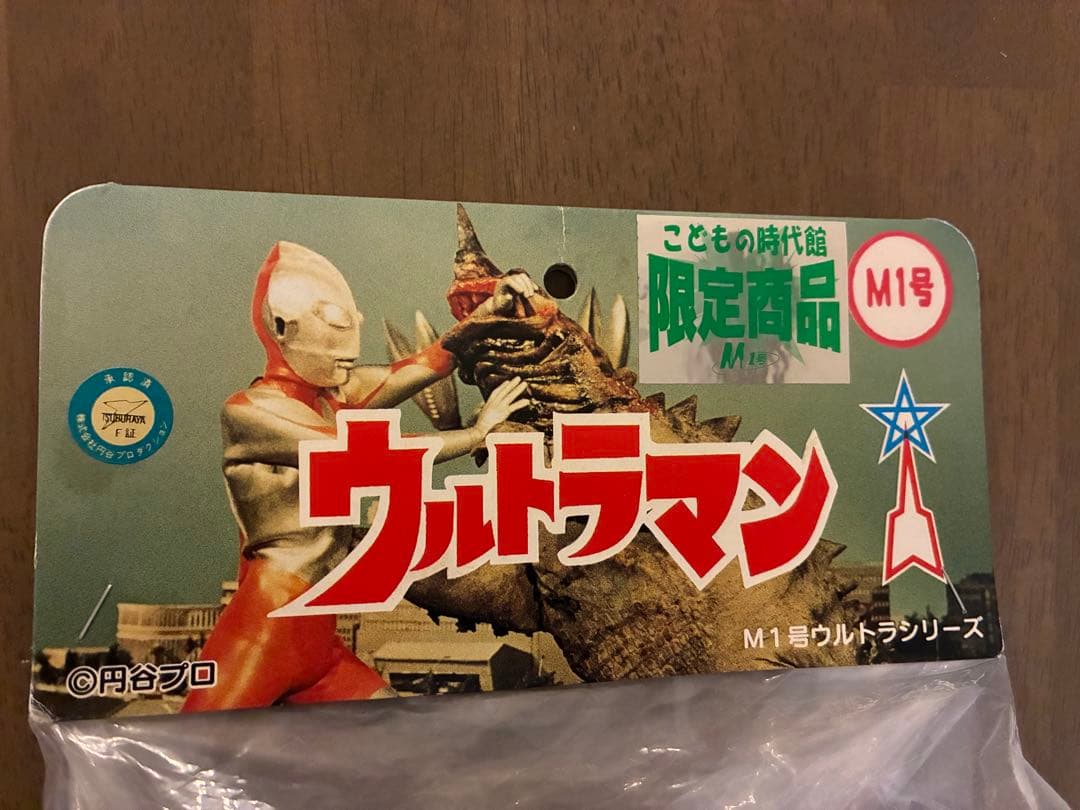 こどもの時代館
限定商品
M1号
M1号
承認済
TSUBURAYA
F証
株式会社円谷プロダクション
ウルトラマン
M1号ウルトラシリーズ
©円谷プロ